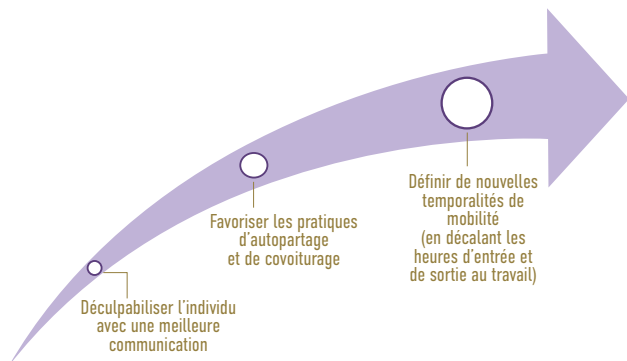 Déculpabiliser l'individu
avec une meilleure
communication
Favoriser les pratiques
d'autopartage
et de covoiturage
Définir de nouvelles
temporalités de
mobilité
(en décalant les
heures d'entrée et
de sortie au travail)